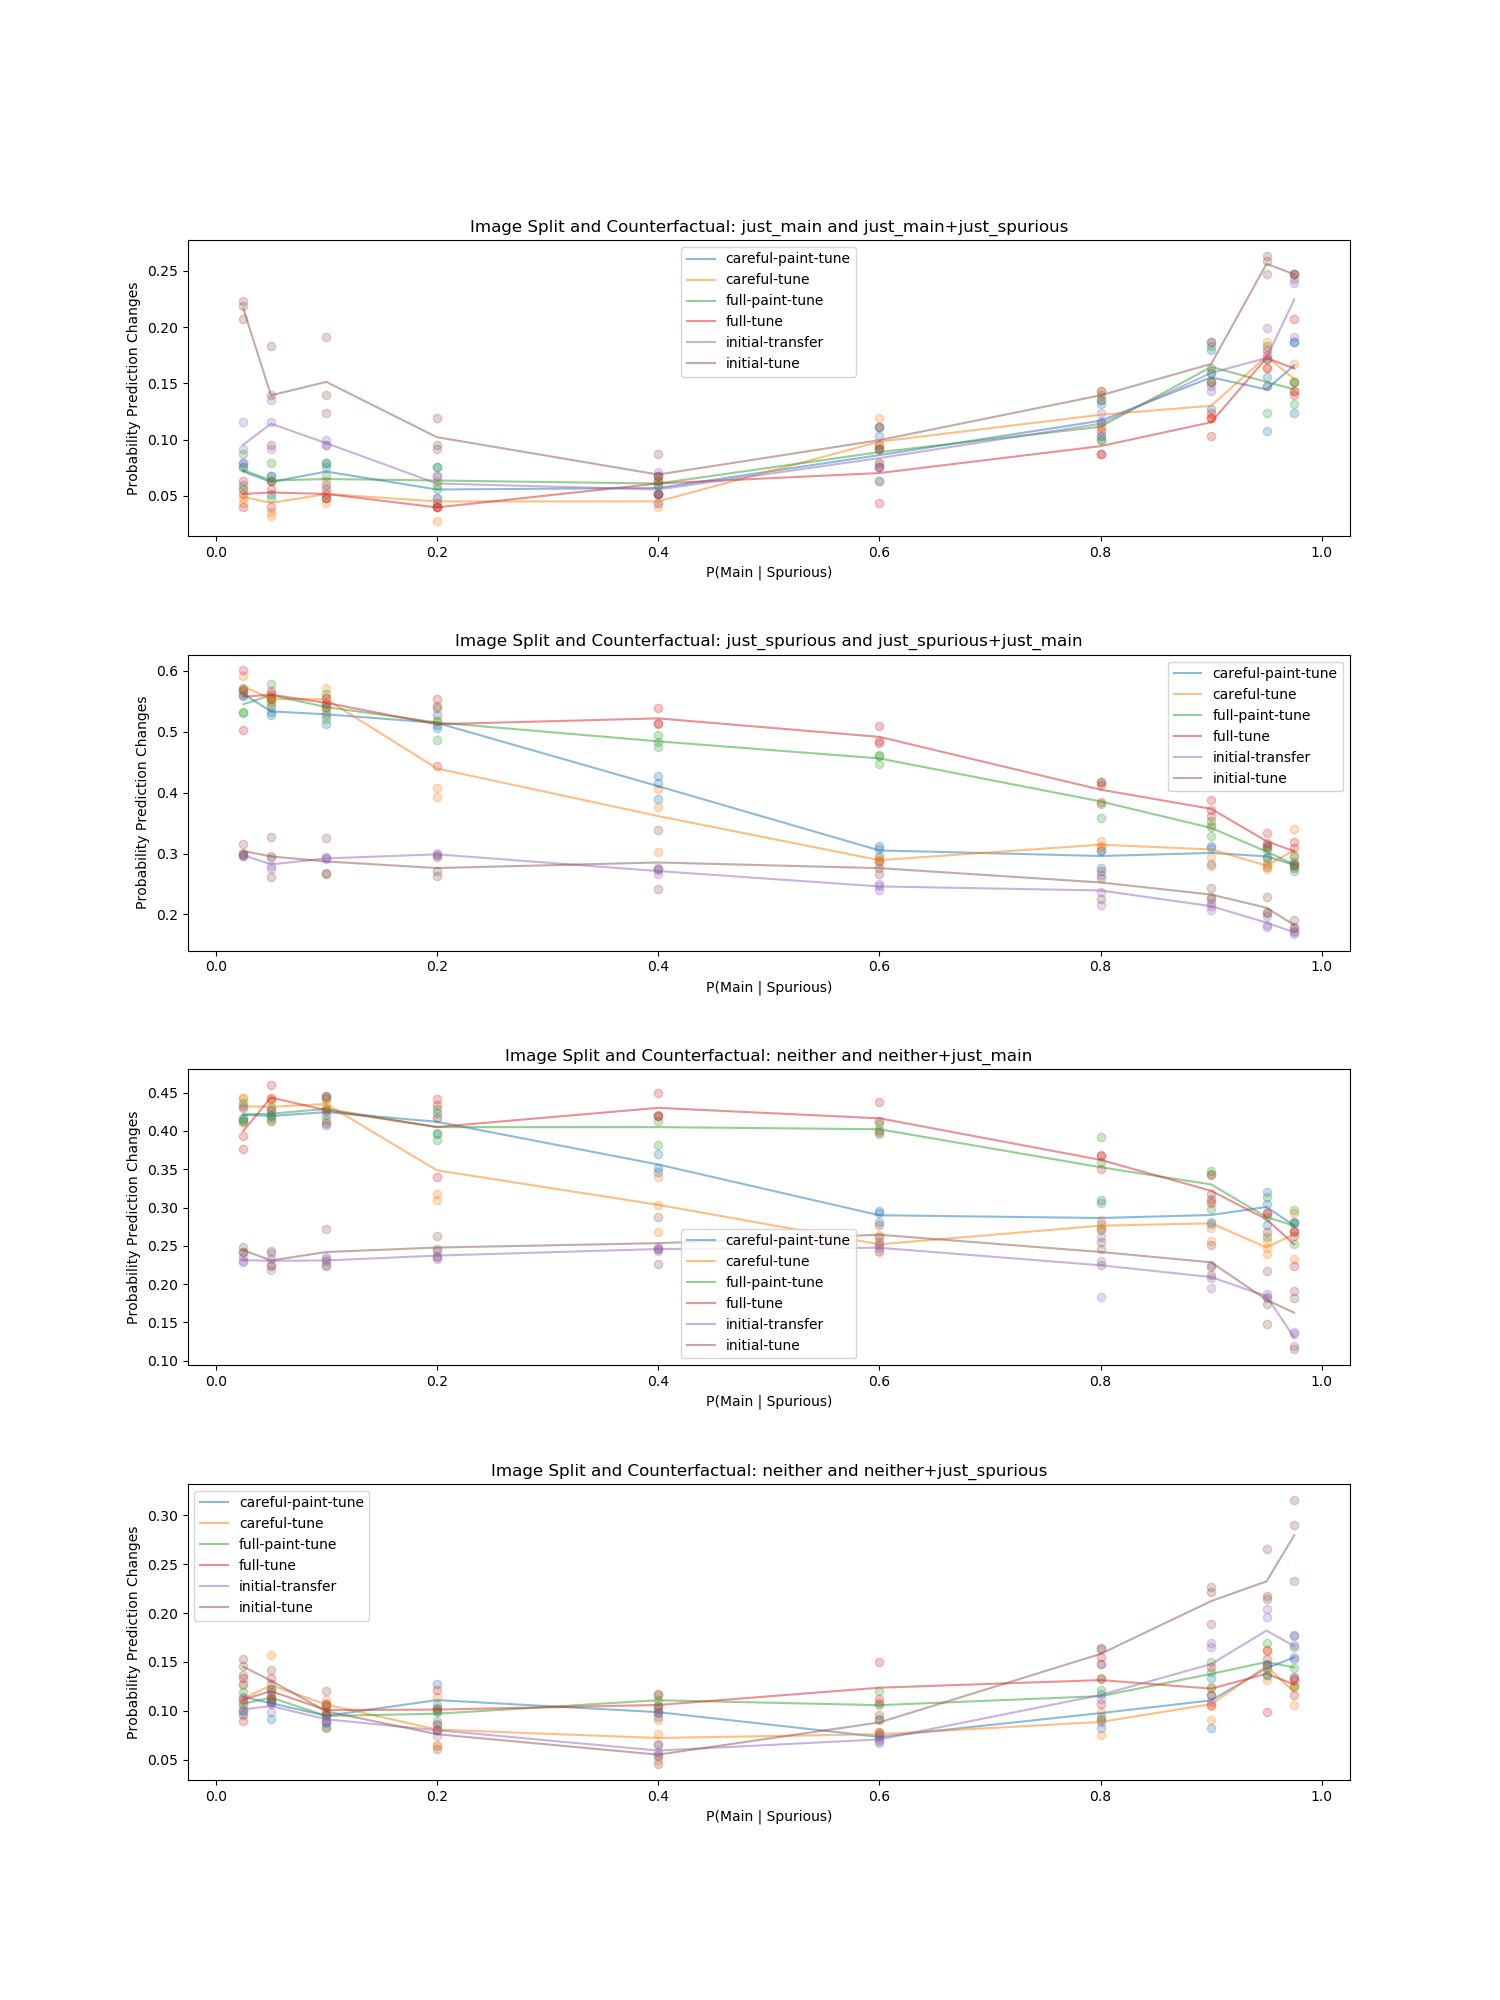 Image Split and Counterfactual: just_main and just_main+just_spurious
Probability Prediction Changes
0.25
0.20
0.15
0.10
0.05
careful-paint-tune
careful-tune
full-paint-tune
full-tune
initial-transfer
initial-tune
0.0 0.2 0.4 0.6 0.8 1.0
P(Main | Spurious)
Image Split and Counterfactual: just_spurious and just_spurious+just_main
Probability Prediction Changes
0.6
0.5
0.4
0.3
0.2
careful-paint-tune
careful-tune
full-paint-tune
full-tune
initial-transfer
initial-tune
0.0 0.2 0.4 0.6 0.8 1.0
P(Main | Spurious)
Image Split and Counterfactual: neither and neither+just_main
Probability Prediction Changes
0.45
0.40
0.35
0.30
0.25
0.20
0.15
0.10
careful-paint-tune
careful-tune
full-paint-tune
full-tune
initial-transfer
initial-tune
0.0 0.2 0.4 0.6 0.8 1.0
P(Main | Spurious)
Image Split and Counterfactual: neither and neither+just_spurious
Probability Prediction Changes
0.30
0.25
0.20
0.15
0.10
0.05
careful-paint-tune
careful-tune
full-paint-tune
full-tune
initial-transfer
initial-tune
0.0 0.2 0.4 0.6 0.8 1.0
P(Main | Spurious)